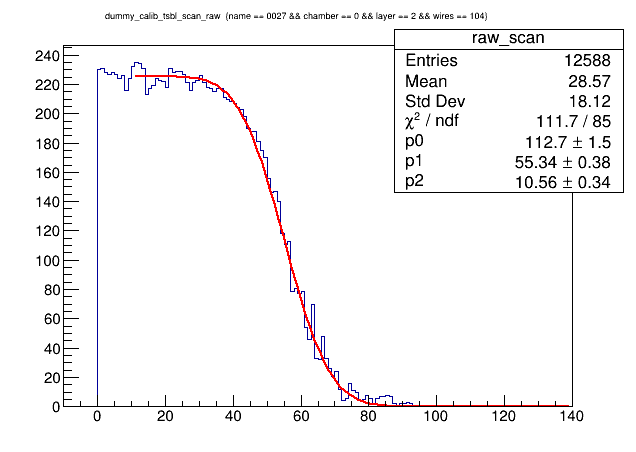 dummy_calib_tsbl_scan_raw (name == 0027 && chamber == 0 && layer == 2 && wires == 104)
raw_scan
Entries 12588
Mean 28.57
Std Dev 18.12
χ² / ndf 111.7 / 85
p0 112.7 ± 1.5
p1 55.34 ± 0.38
p2 10.56 ± 0.34
240
220
200
180
160
140
120
100
80
60
40
20
0
0 20 40 60 80 100 120 140